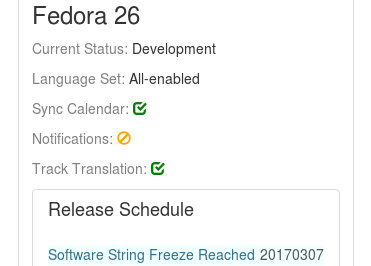 Fedora 26
Current Status: Development
Language Set: All-enabled
Sync Calendar:
Notifications:
Track Translation:
Release Schedule
Software String Freeze Reached 20170307